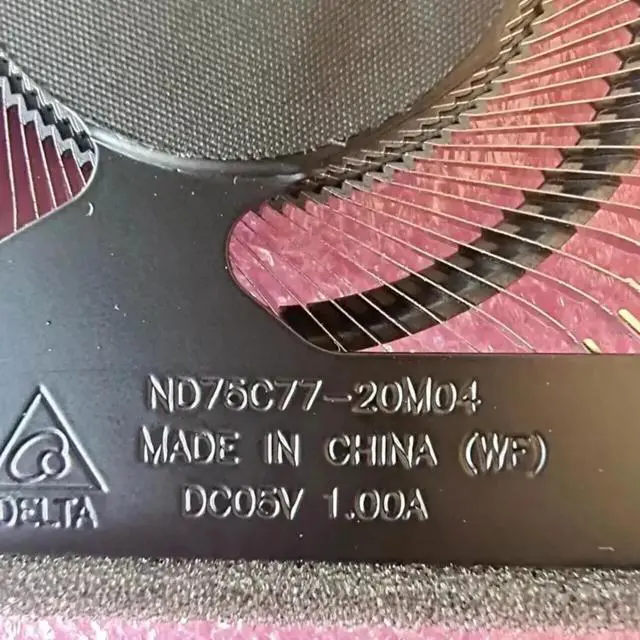 ND75C77-20M04
MADE IN CHINA (WF)
DC05V 1.00A
DELTA